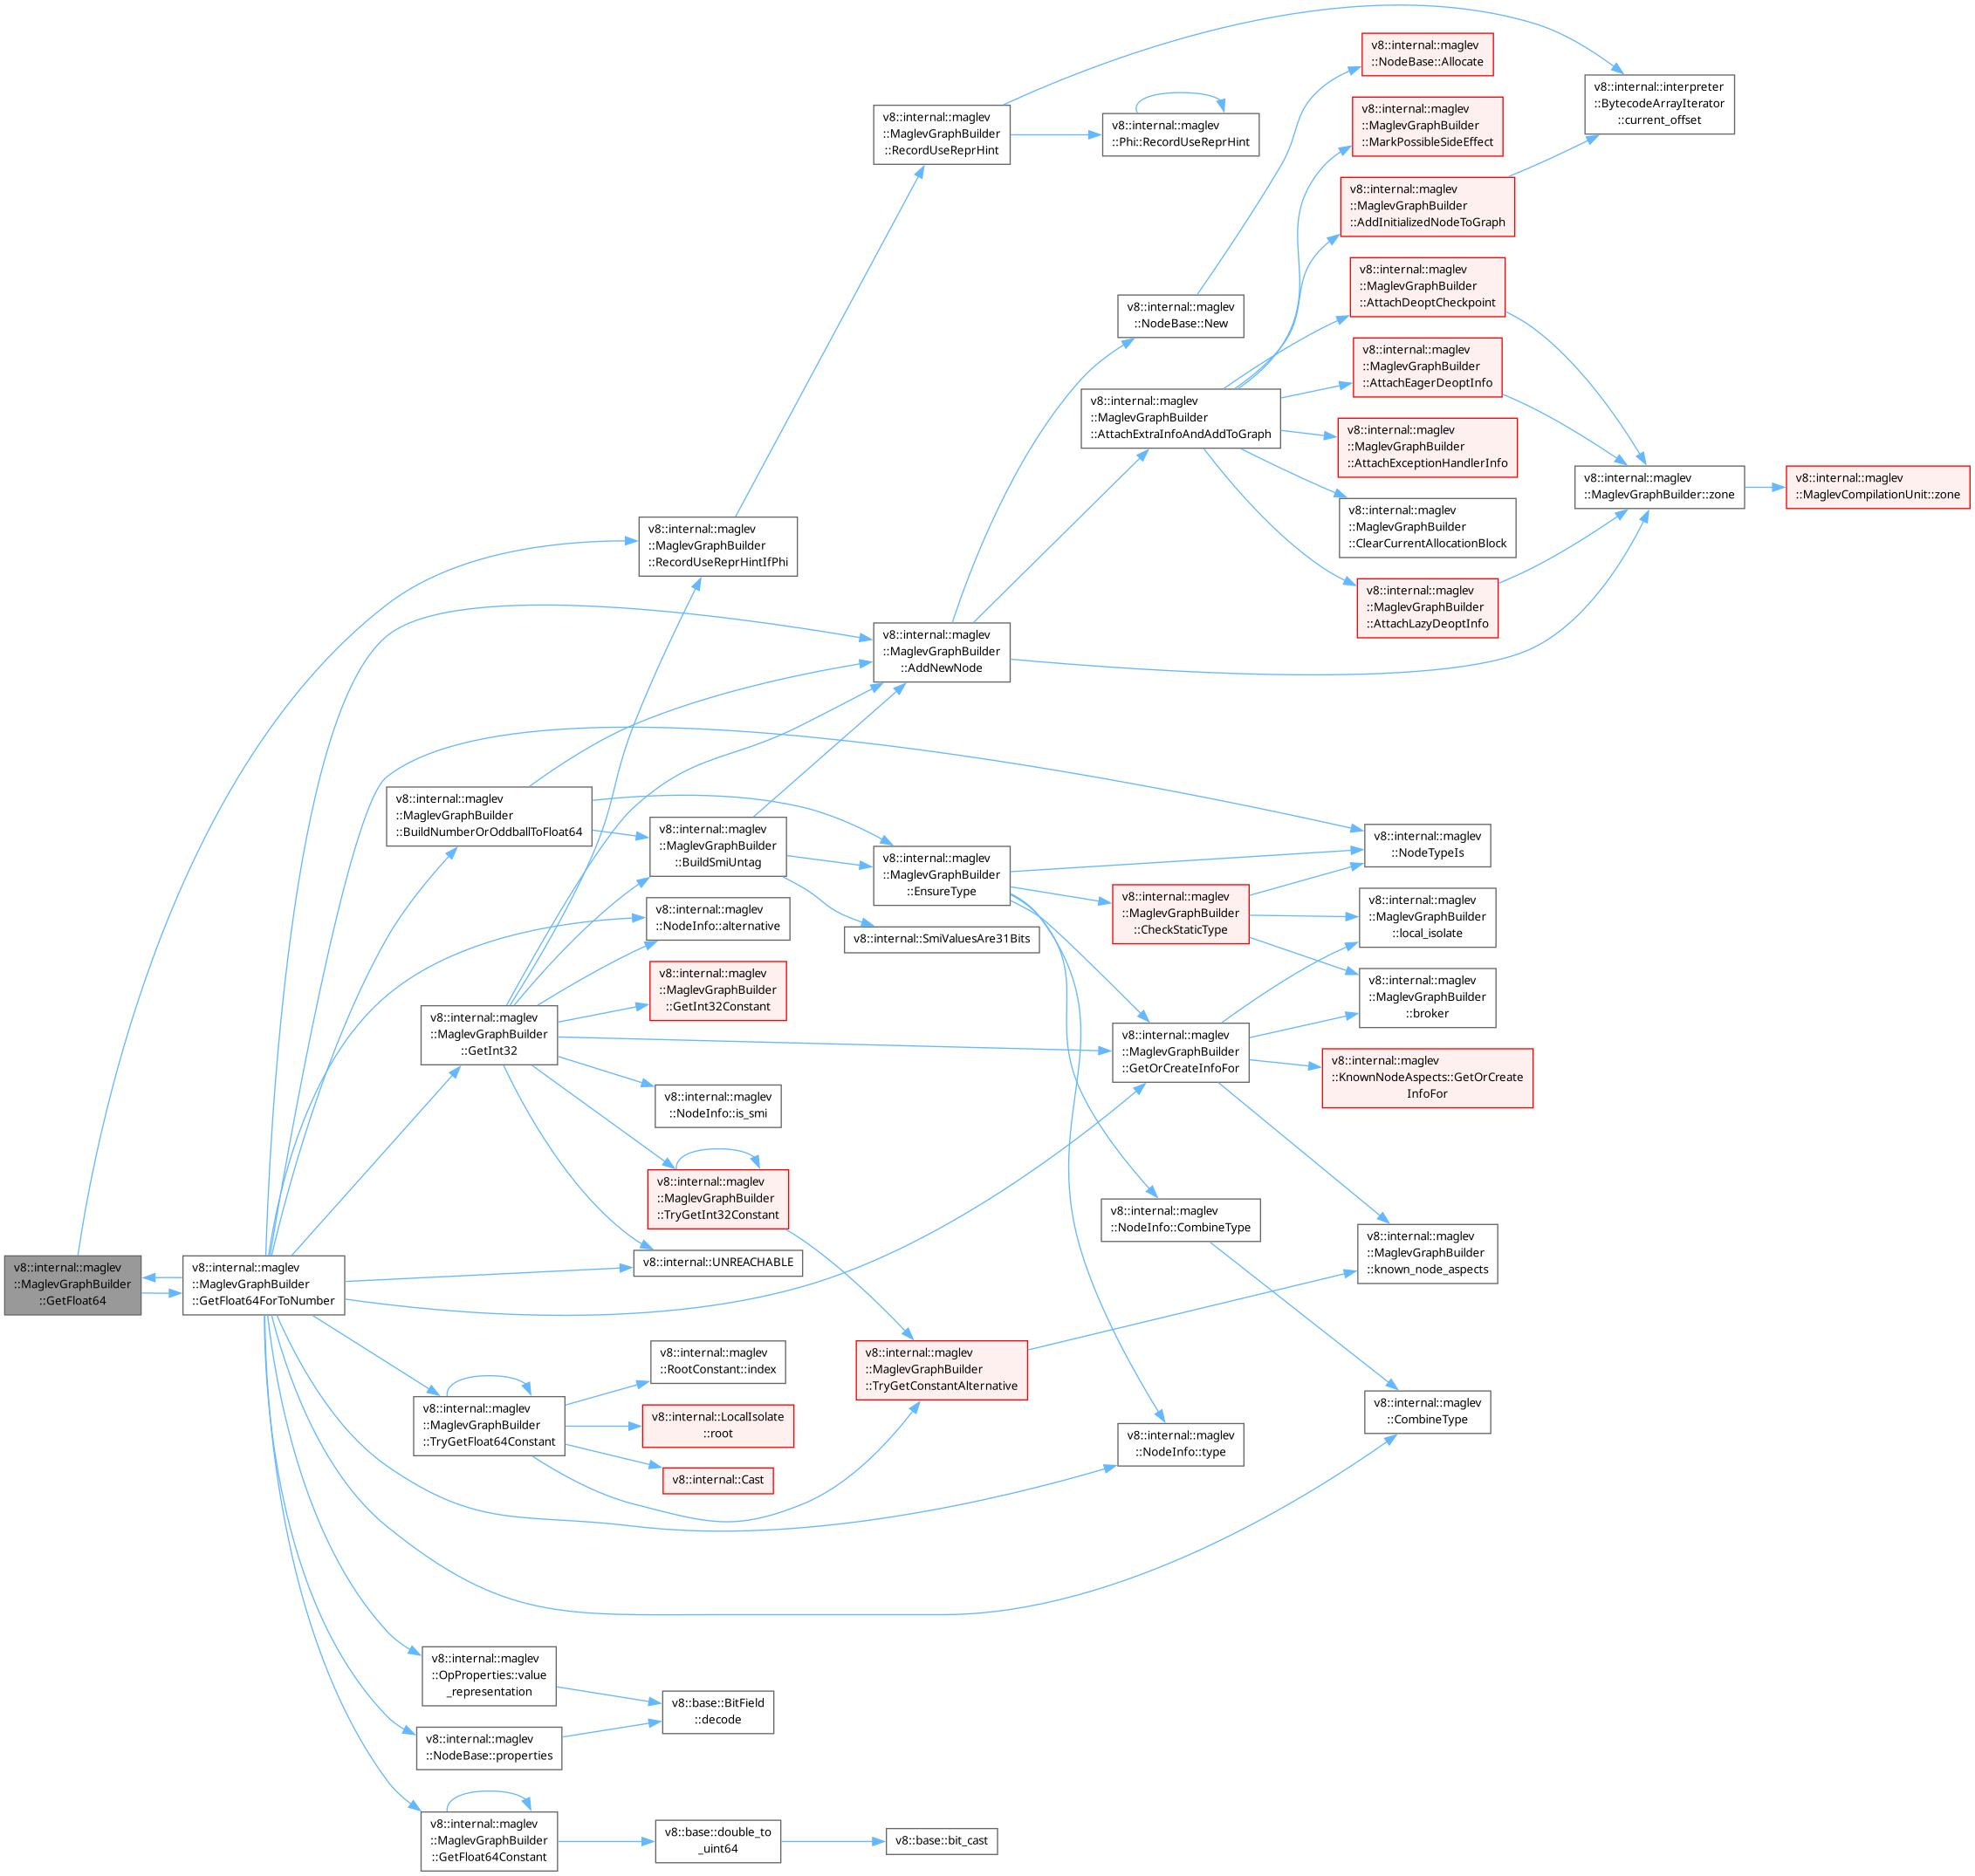 v8::internal::maglev
::NodeBase::Allocate
v8::internal::interpreter
::BytecodeArrayIterator
::current_offset
v8::internal::maglev
::MaglevGraphBuilder
::RecordUseReprHint
v8::internal::maglev
::Phi::RecordUseReprHint
v8::internal::maglev
::MaglevGraphBuilder
::MarkPossibleSideEffect
v8::internal::maglev
::MaglevGraphBuilder
::AddInitializedNodeToGraph
v8::internal::maglev
::MaglevGraphBuilder
::AttachDeoptCheckpoint
v8::internal::maglev
::NodeBase::New
v8::internal::maglev
::MaglevGraphBuilder
::AttachEagerDeoptInfo
v8::internal::maglev
::MaglevGraphBuilder
::AttachExtraInfoAndAddToGraph
v8::internal::maglev
::MaglevGraphBuilder
::AttachExceptionHandlerInfo
v8::internal::maglev
::MaglevGraphBuilder::zone
v8::internal::maglev
::MaglevCompilationUnit::zone
v8::internal::maglev
::MaglevGraphBuilder
::ClearCurrentAllocationBlock
v8::internal::maglev
::MaglevGraphBuilder
::RecordUseReprHintIfPhi
v8::internal::maglev
::MaglevGraphBuilder
::AttachLazyDeoptInfo
v8::internal::maglev
::MaglevGraphBuilder
::AddNewNode
v8::internal::maglev
::MaglevGraphBuilder
::BuildNumberOrOddballToFloat64
v8::internal::maglev
::MaglevGraphBuilder
::BuildSmiUntag
v8::internal::maglev
::NodeTypeIs
v8::internal::maglev
::MaglevGraphBuilder
::EnsureType
v8::internal::maglev
::MaglevGraphBuilder
::CheckStaticType
v8::internal::maglev
::MaglevGraphBuilder
::local_isolate
v8::internal::maglev
::NodeInfo::alternative
v8::internal::SmiValuesAre31Bits
v8::internal::maglev
::MaglevGraphBuilder
::GetInt32Constant
v8::internal::maglev
::MaglevGraphBuilder
::broker
v8::internal::maglev
::MaglevGraphBuilder
::GetInt32
v8::internal::maglev
::MaglevGraphBuilder
::GetOrCreateInfoFor
v8::internal::maglev
::KnownNodeAspects::GetOrCreate
InfoFor
v8::internal::maglev
::NodeInfo::is_smi
v8::internal::maglev
::MaglevGraphBuilder
::TryGetInt32Constant
v8::internal::maglev
::NodeInfo::CombineType
v8::internal::maglev
::MaglevGraphBuilder
::known_node_aspects
v8::internal::UNREACHABLE
v8::internal::maglev
::MaglevGraphBuilder
::GetFloat64
v8::internal::maglev
::MaglevGraphBuilder
::GetFloat64ForToNumber
v8::internal::maglev
::RootConstant::index
v8::internal::maglev
::MaglevGraphBuilder
::TryGetConstantAlternative
v8::internal::maglev
::MaglevGraphBuilder
::TryGetFloat64Constant
v8::internal::LocalIsolate
::root
v8::internal::maglev
::CombineType
v8::internal::maglev
::NodeInfo::type
v8::internal::Cast
v8::internal::maglev
::OpProperties::value
_representation
v8::base::BitField
::decode
v8::internal::maglev
::NodeBase::properties
v8::internal::maglev
::MaglevGraphBuilder
::GetFloat64Constant
v8::base::double_to
_uint64
v8::base::bit_cast